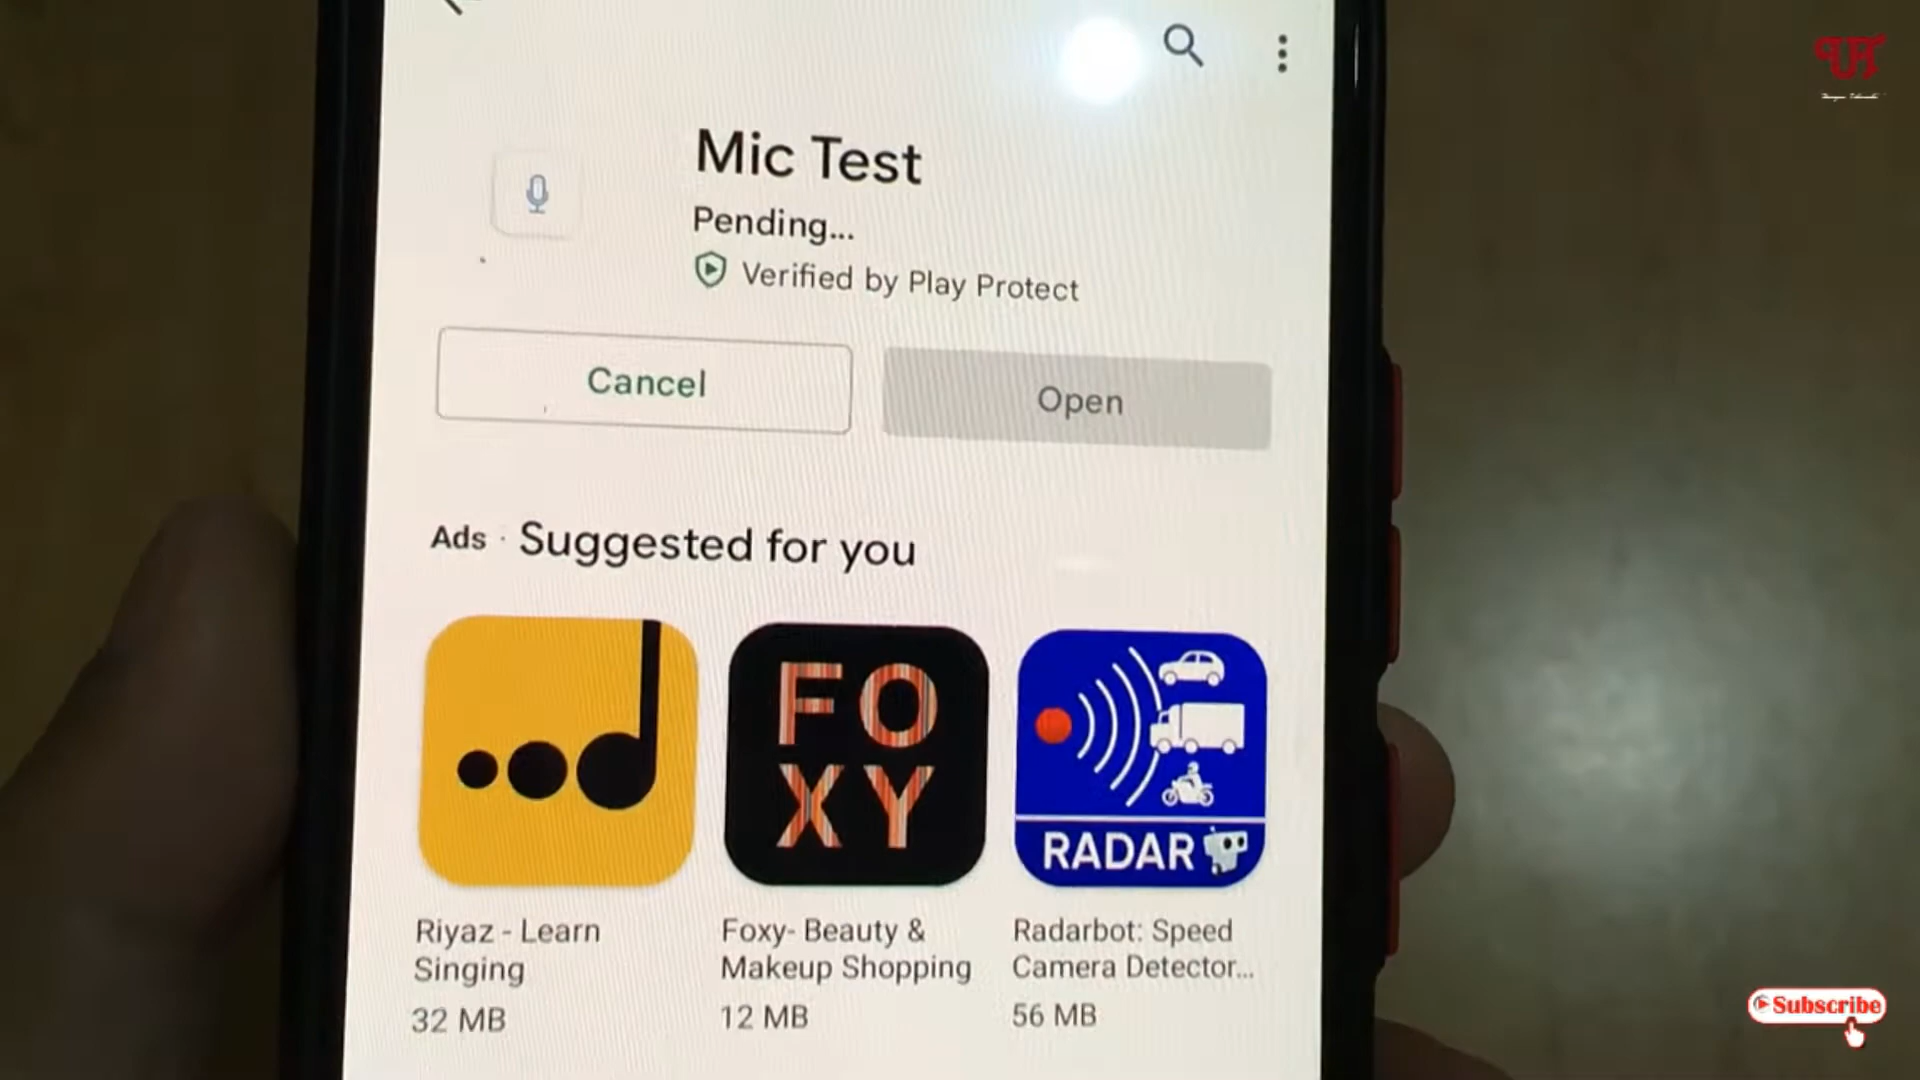 Mic Test
Pending...
Verified by Play Protect
Cancel
Open
Ads · Suggested for you
FO
XY
RADAR
Riyaz - Learn
Singing
32 MB
Foxy- Beauty &
Makeup Shopping
12 MB
Radarbot: Speed
Camera Detector...
56 MB
Subscribe